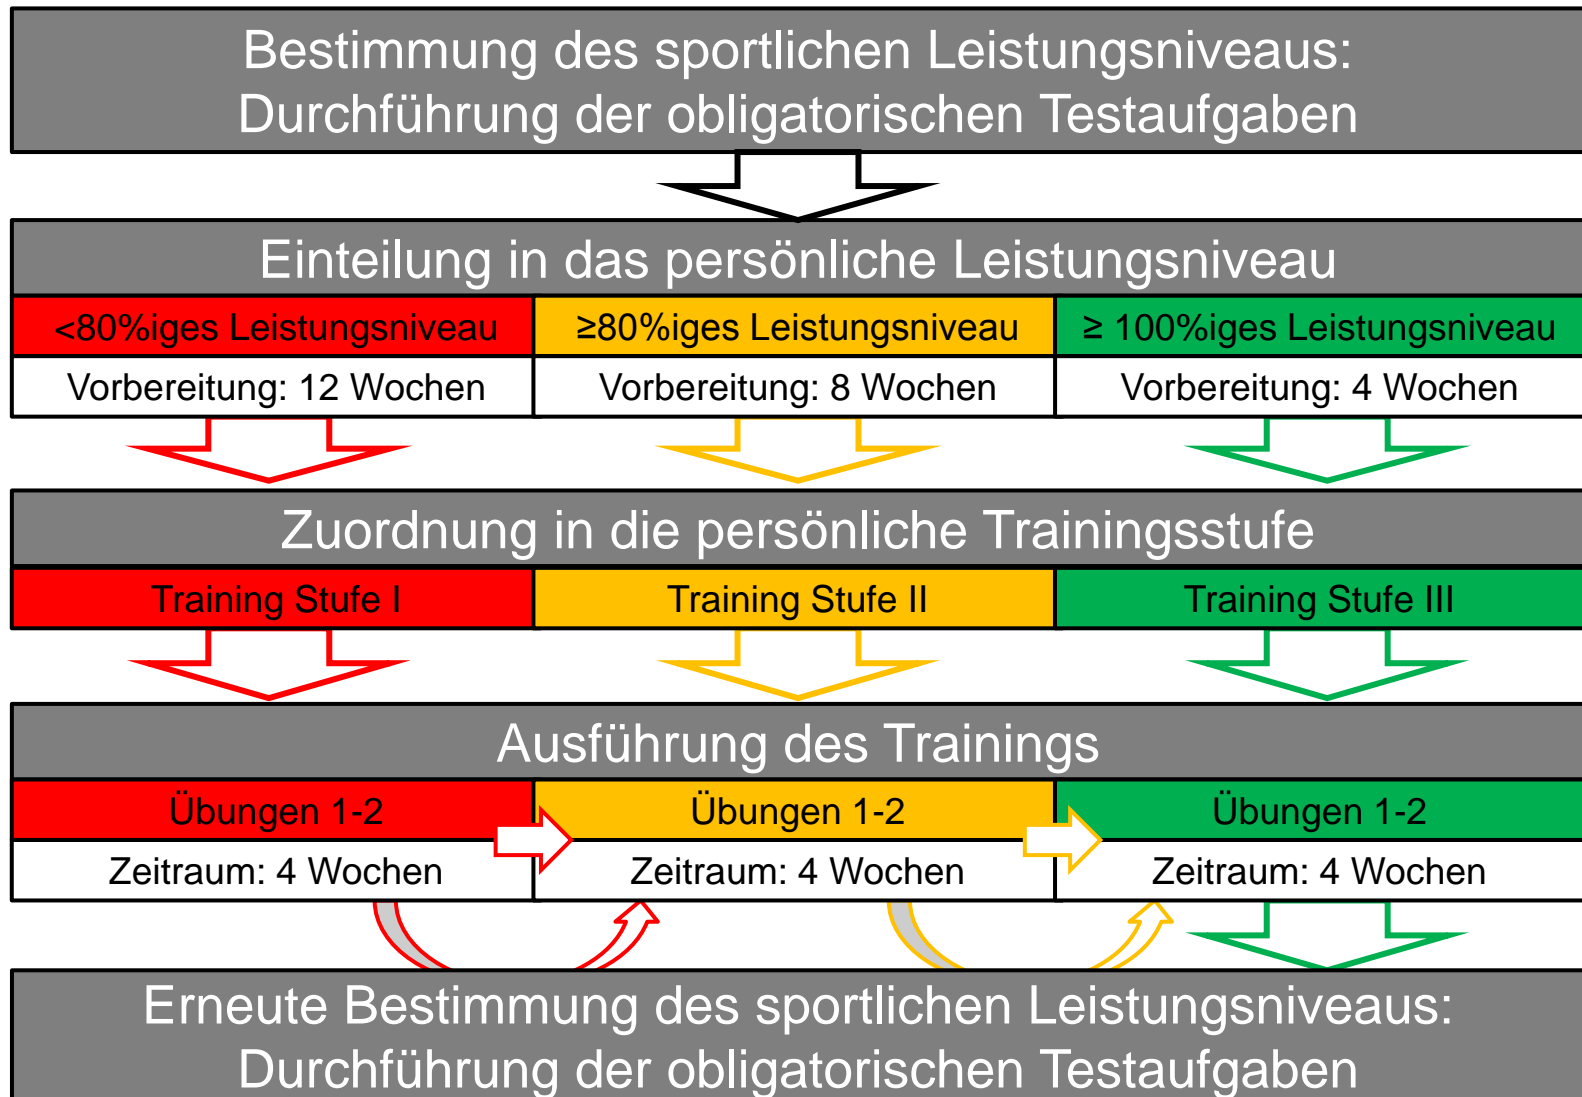 Bestimmung des sportlichen Leistungsniveaus:
Durchführung der obligatorischen Testaufgaben
Einteilung in das persönliche Leistungsniveau
<80%iges Leistungsniveau
≥80%iges Leistungsniveau
≥ 100%iges Leistungsniveau
Vorbereitung: 12 Wochen
Vorbereitung: 8 Wochen
Vorbereitung: 4 Wochen
Zuordnung in die persönliche Trainingsstufe
Training Stufe I
Training Stufe II
Training Stufe III
Ausführung des Trainings
Übungen 1-2
Übungen 1-2
Übungen 1-2
Zeitraum: 4 Wochen
Zeitraum: 4 Wochen
Zeitraum: 4 Wochen
Erneute Bestimmung des sportlichen Leistungsniveaus:
Durchführung der obligatorischen Testaufgaben